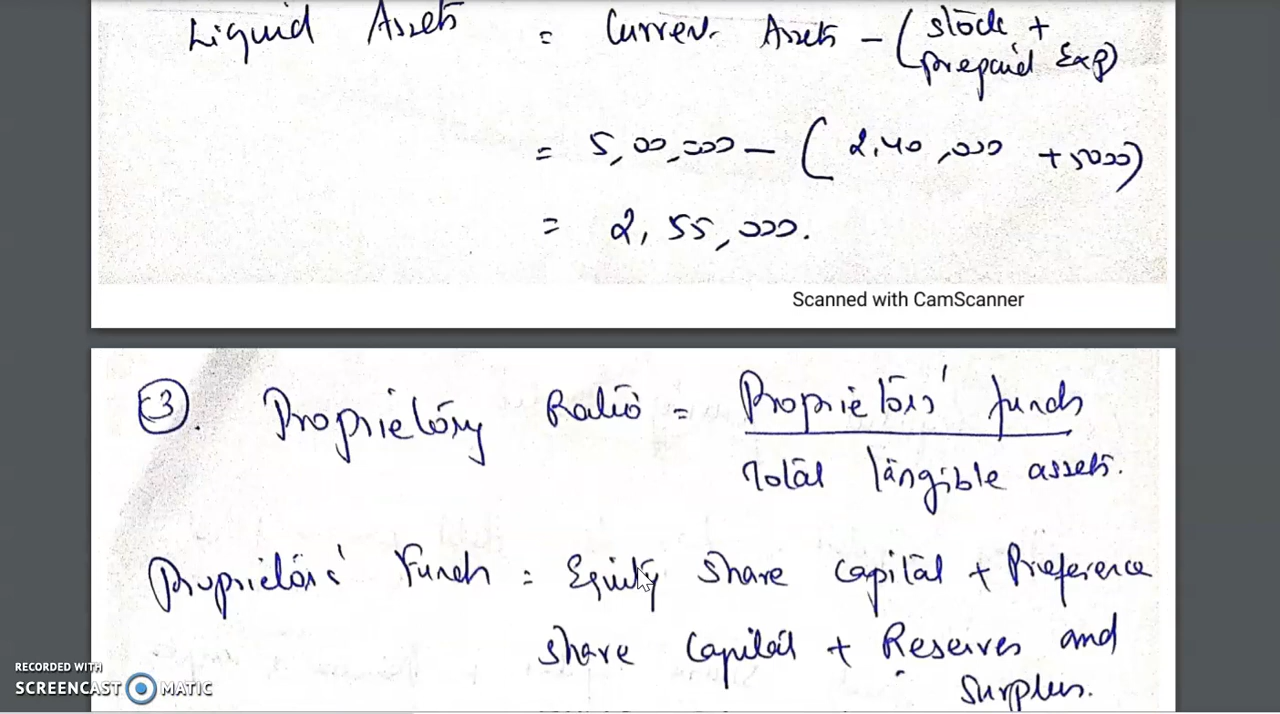 Liquid Assets = Current Assets - (stock +
prepaid Exp)
= 5,00,000 - (2,40,000 + 5000)
= 2,55,000.
Scanned with CamScanner
3. Proprietory Ratio = Proprietors' funds
Total tangible assets.
Proprietors' Funds = Equity share capital + Preference
share capital + Reserves and
surplus.
RECORDED WITH
SCREENCAST MATIC